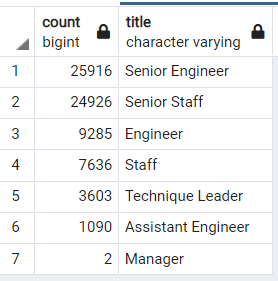 count title
bigint character varying
1 25916 Senior Engineer
2 24926 Senior Staff
3 9285 Engineer
4 7636 Staff
5 3603 Technique Leader
6 1090 Assistant Engineer
7 2 Manager